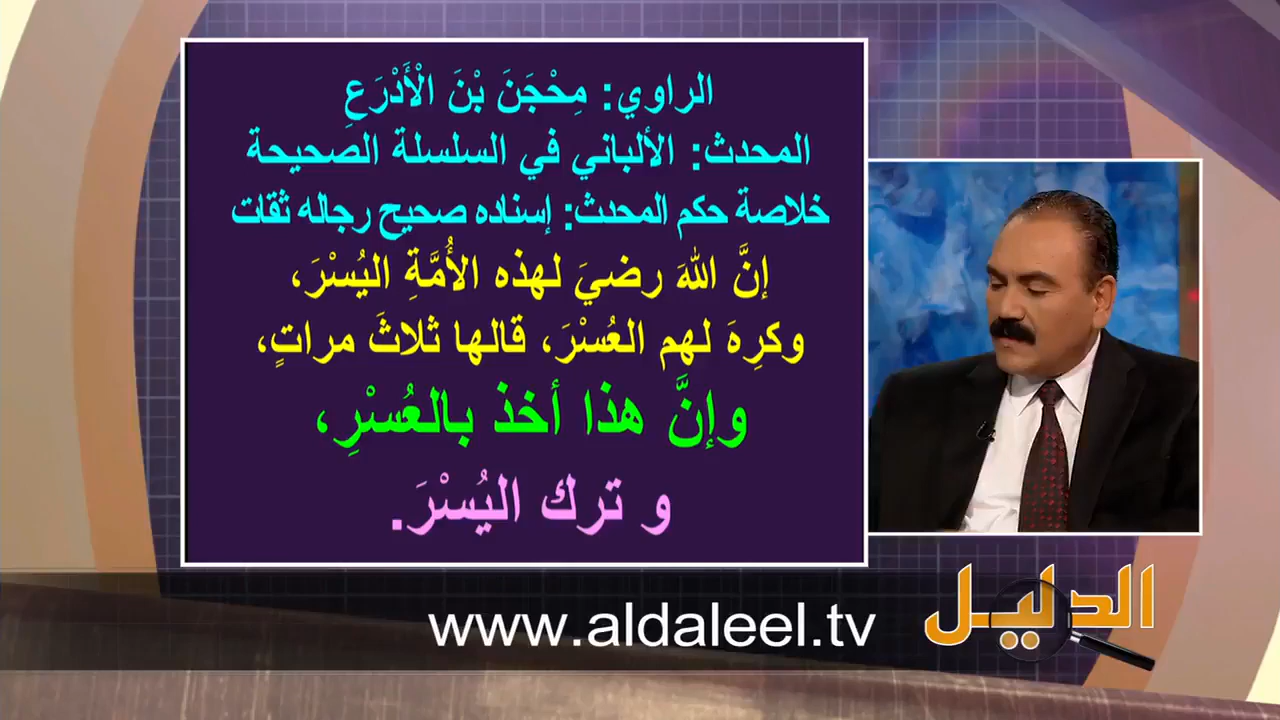 الراوي: مِحْجَنَ بْنَ الْأَدْرَعِ
المحدث: الألباني في السلسلة الصحيحة
خلاصة حكم المحدث: إسناده صحيح رجاله ثقات
إنَّ اللهَ رضيَ لهذه الأُمَّةِ اليُسْرَ،
وكرِهَ لهم العُسْرَ، قالها ثلاثَ مراتٍ،
وإنَّ هذا أخذ بالعُسْرِ،
و ترك اليُسْرَ.
الدليل
www.aldaleel.tv